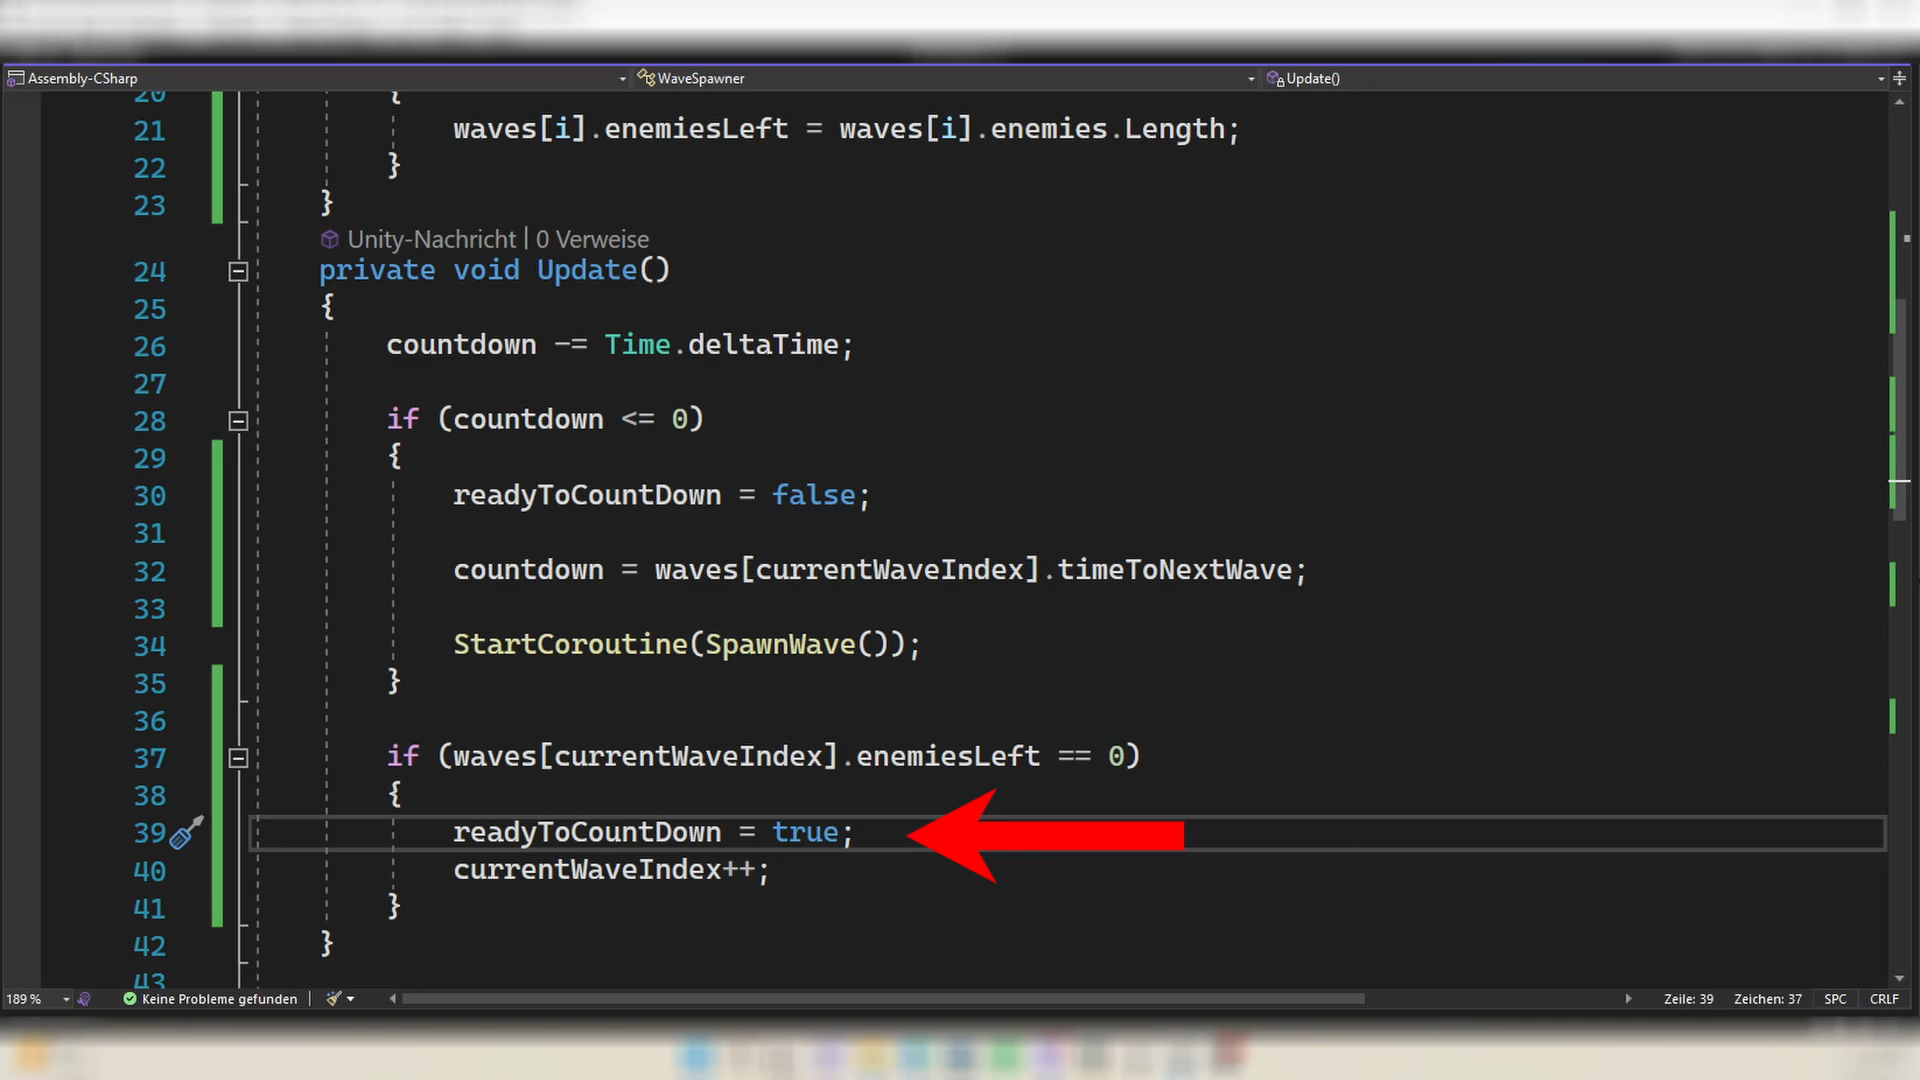 Assembly-CSharp WaveSpawner Update()
20 {
21 waves[i].enemiesLeft = waves[i].enemies.Length;
22 }
23 }
Unity-Nachricht | 0 Verweise
24 private void Update()
25 {
26 countdown -= Time.deltaTime;
27
28 if (countdown <= 0)
29 {
30 readyToCountDown = false;
31
32 countdown = waves[currentWaveIndex].timeToNextWave;
33
34 StartCoroutine(SpawnWave());
35 }
36
37 if (waves[currentWaveIndex].enemiesLeft == 0)
38 {
39 readyToCountDown = true;
40 currentWaveIndex++;
41 }
42 }
43
189 % Keine Probleme gefunden Zeile: 39 Zeichen: 37 SPC CRLF